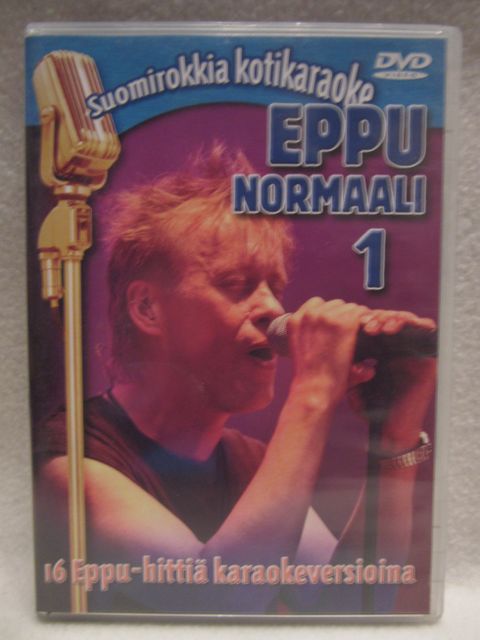 DVD
VIDEO
Suomirokkia kotikaraoke
EPPU
NORMAALI
1
16 Eppu-hittiä karaokeversioina